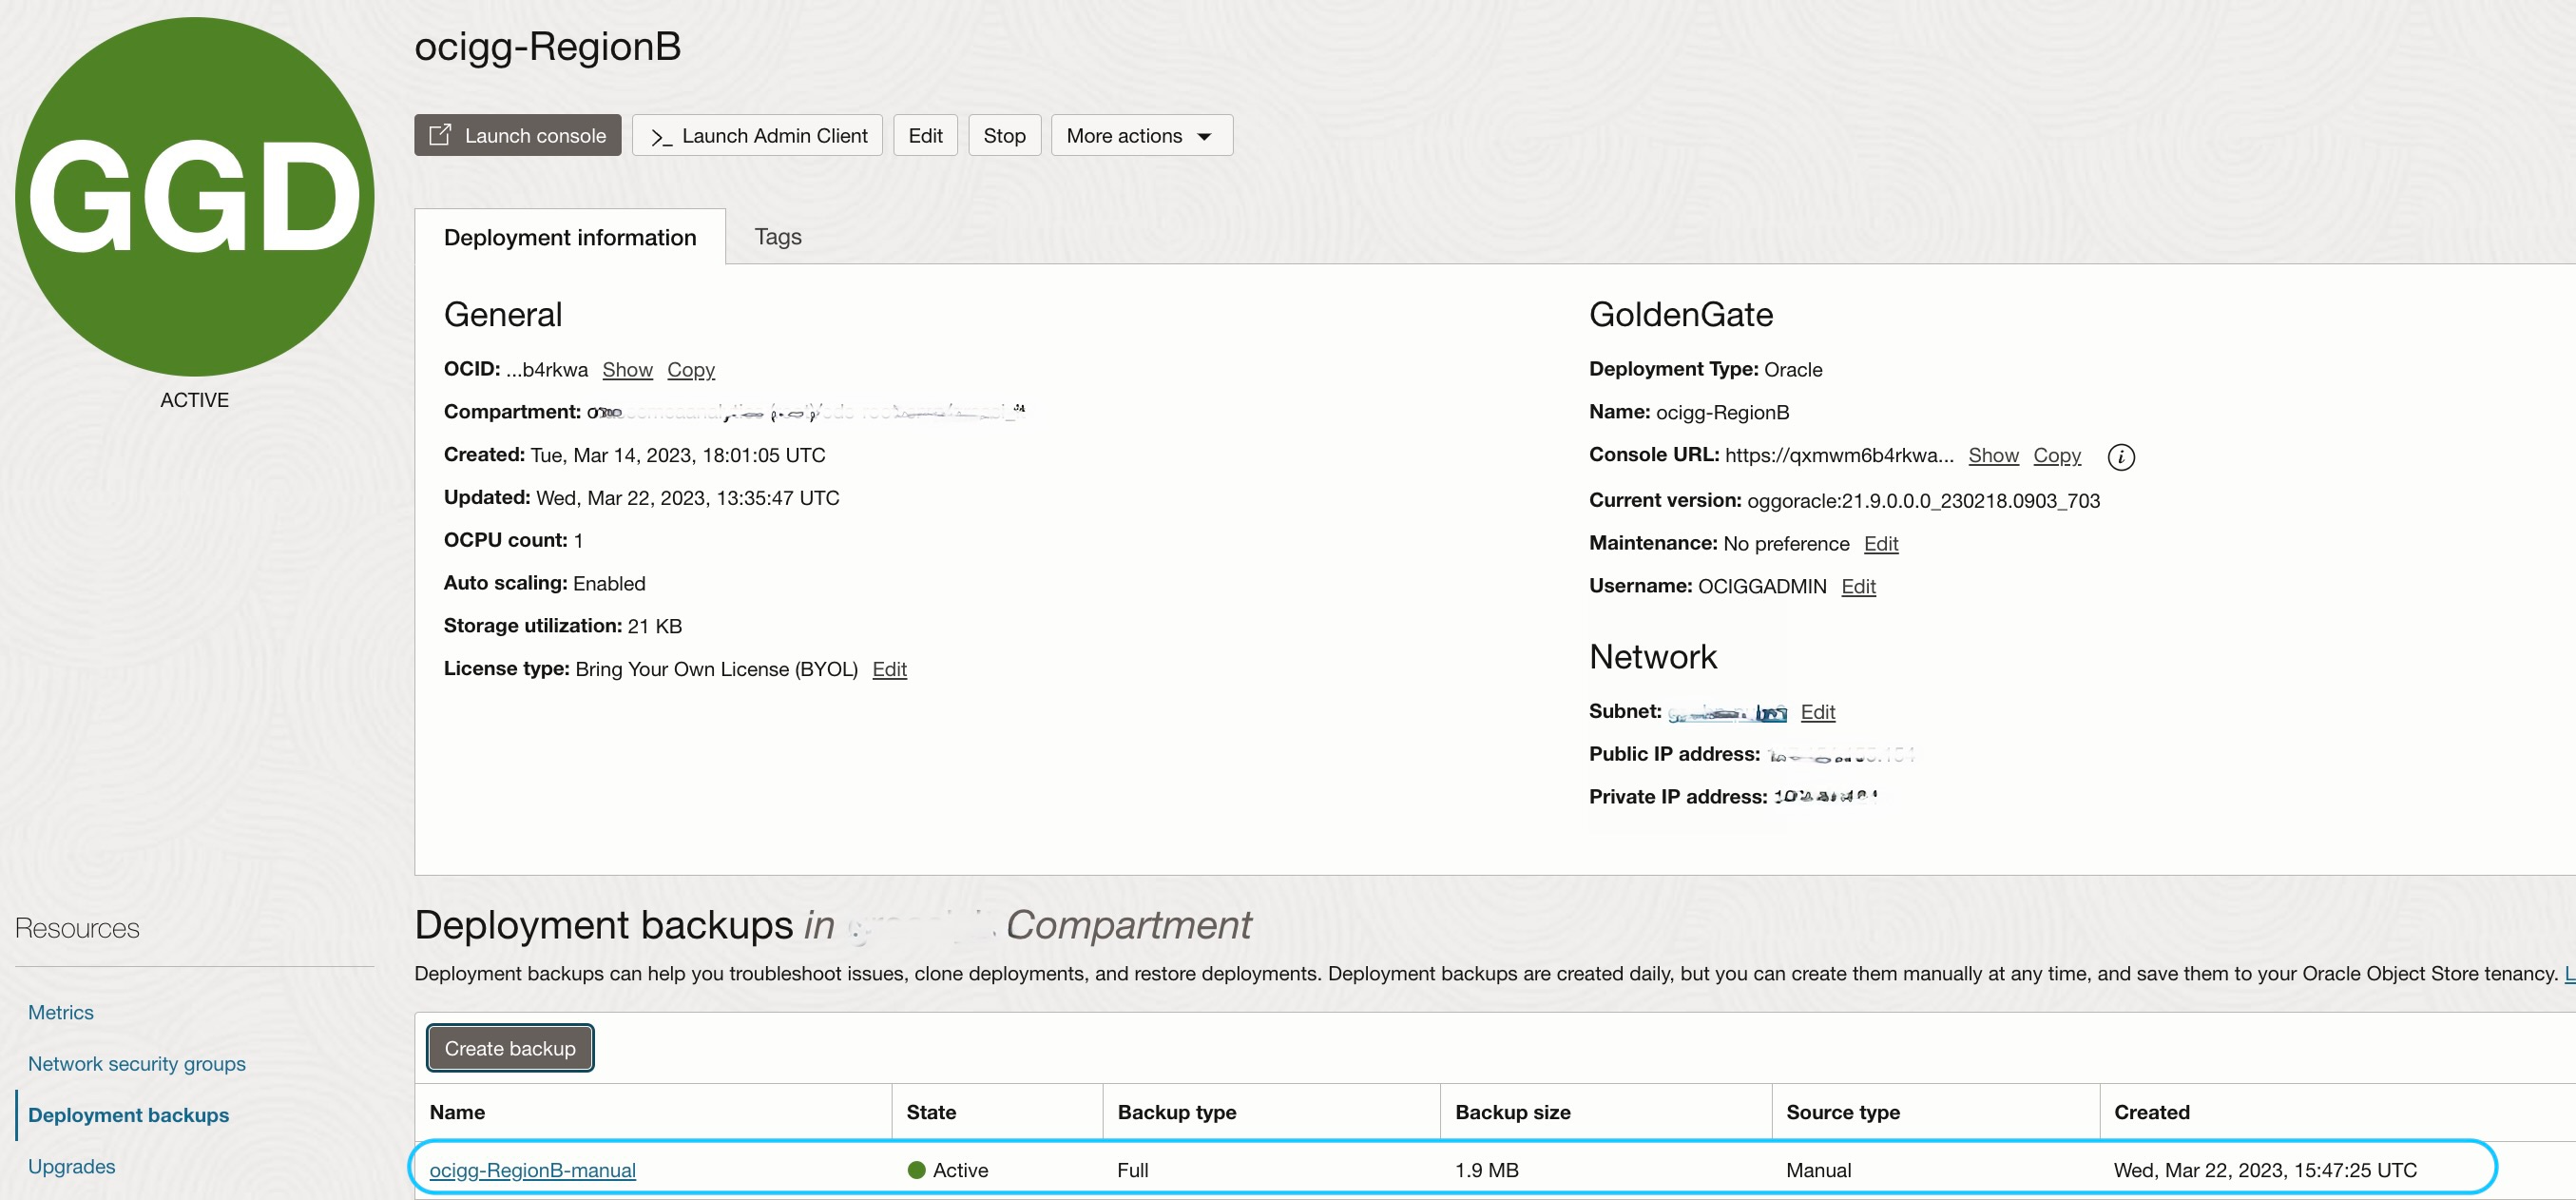 GGD
ACTIVE
ocigg-RegionB
Launch console
>_ Launch Admin Client
Edit
Stop
More actions
Deployment information
Tags
General
OCID: ...b4rkwa Show Copy
Compartment:
Created: Tue, Mar 14, 2023, 18:01:05 UTC
Updated: Wed, Mar 22, 2023, 13:35:47 UTC
OCPU count: 1
Auto scaling: Enabled
Storage utilization: 21 KB
License type: Bring Your Own License (BYOL) Edit
GoldenGate
Deployment Type: Oracle
Name: ocigg-RegionB
Console URL: https://qxmwm6b4rkwa... Show Copy i
Current version: oggoracle:21.9.0.0.0_230218.0903_703
Maintenance: No preference Edit
Username: OCIGGADMIN Edit
Network
Subnet: Edit
Public IP address:
Private IP address:
Resources
Metrics
Network security groups
Deployment backups
Upgrades
Deployment backups in Compartment
Deployment backups can help you troubleshoot issues, clone deployments, and restore deployments. Deployment backups are created daily, but you can create them manually at any time, and save them to your Oracle Object Store tenancy. L
Create backup
Name State Backup type Backup size Source type Created
ocigg-RegionB-manual Active Full 1.9 MB Manual Wed, Mar 22, 2023, 15:47:25 UTC